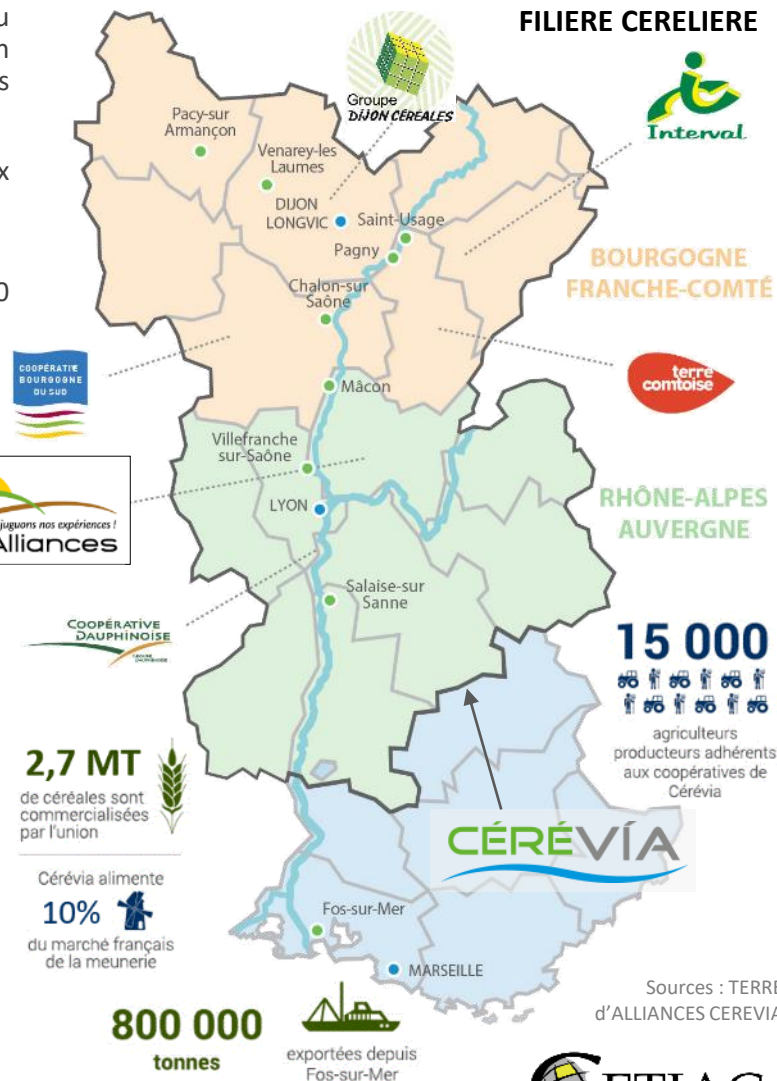 FILIERE CERELIERE
u
n
s
x
0
Groupe
DIJON CÉRÉALES
Interval
Pacy-sur
Armançon
Venarey-les
Laumes
DIJON
LONGVIC
Saint-Usage
Pagny
Chalon-sur
Saône
BOURGOGNE
FRANCHE-COMTÉ
COOPÉRATIVE
BOURGOGNE
DU SUD
terre
comtoise
Mâcon
Villefranche
sur-Saône
juguons nos expériences !
Alliances
LYON
RHÔNE-ALPES
AUVERGNE
Salaise-sur
Sanne
COOPÉRATIVE
DAUPHINOISE
GROUPE DAUPHINOISE
15 000
agriculteurs
producteurs adhérents
aux coopératives de
Cérévia
2,7 MT
de céréales sont
commercialisées
par l'union
CÉRÉVÍA
Cérévia alimente
10%
du marché français
de la meunerie
Fos-sur-Mer
MARSEILLE
Sources : TERRE
d'ALLIANCES CEREVIA
800 000
tonnes
exportées depuis
Fos-sur-Mer